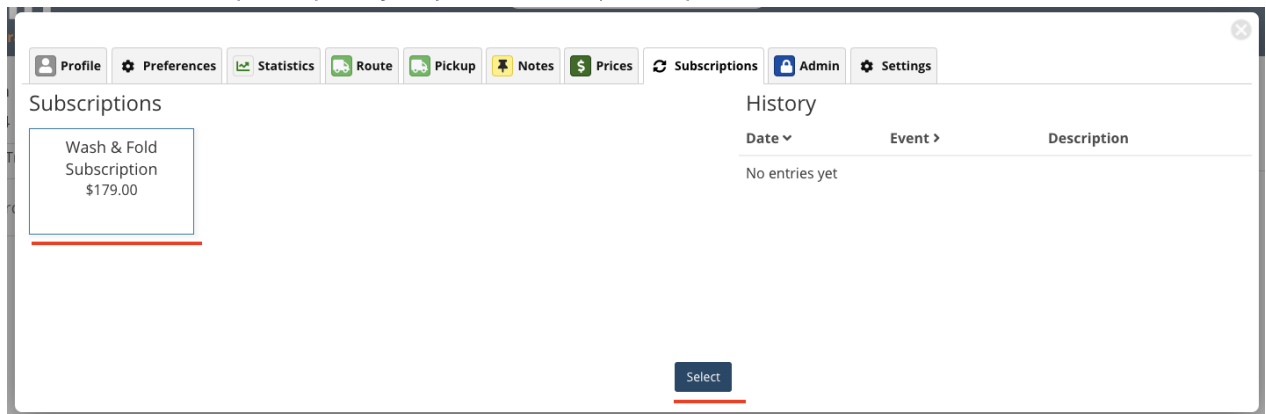 Profile Preferences Statistics Route Pickup Notes Prices Subscriptions Admin Settings
Subscriptions
Wash & Fold
Subscription
$179.00
History
Date Event Description
No entries yet
Select